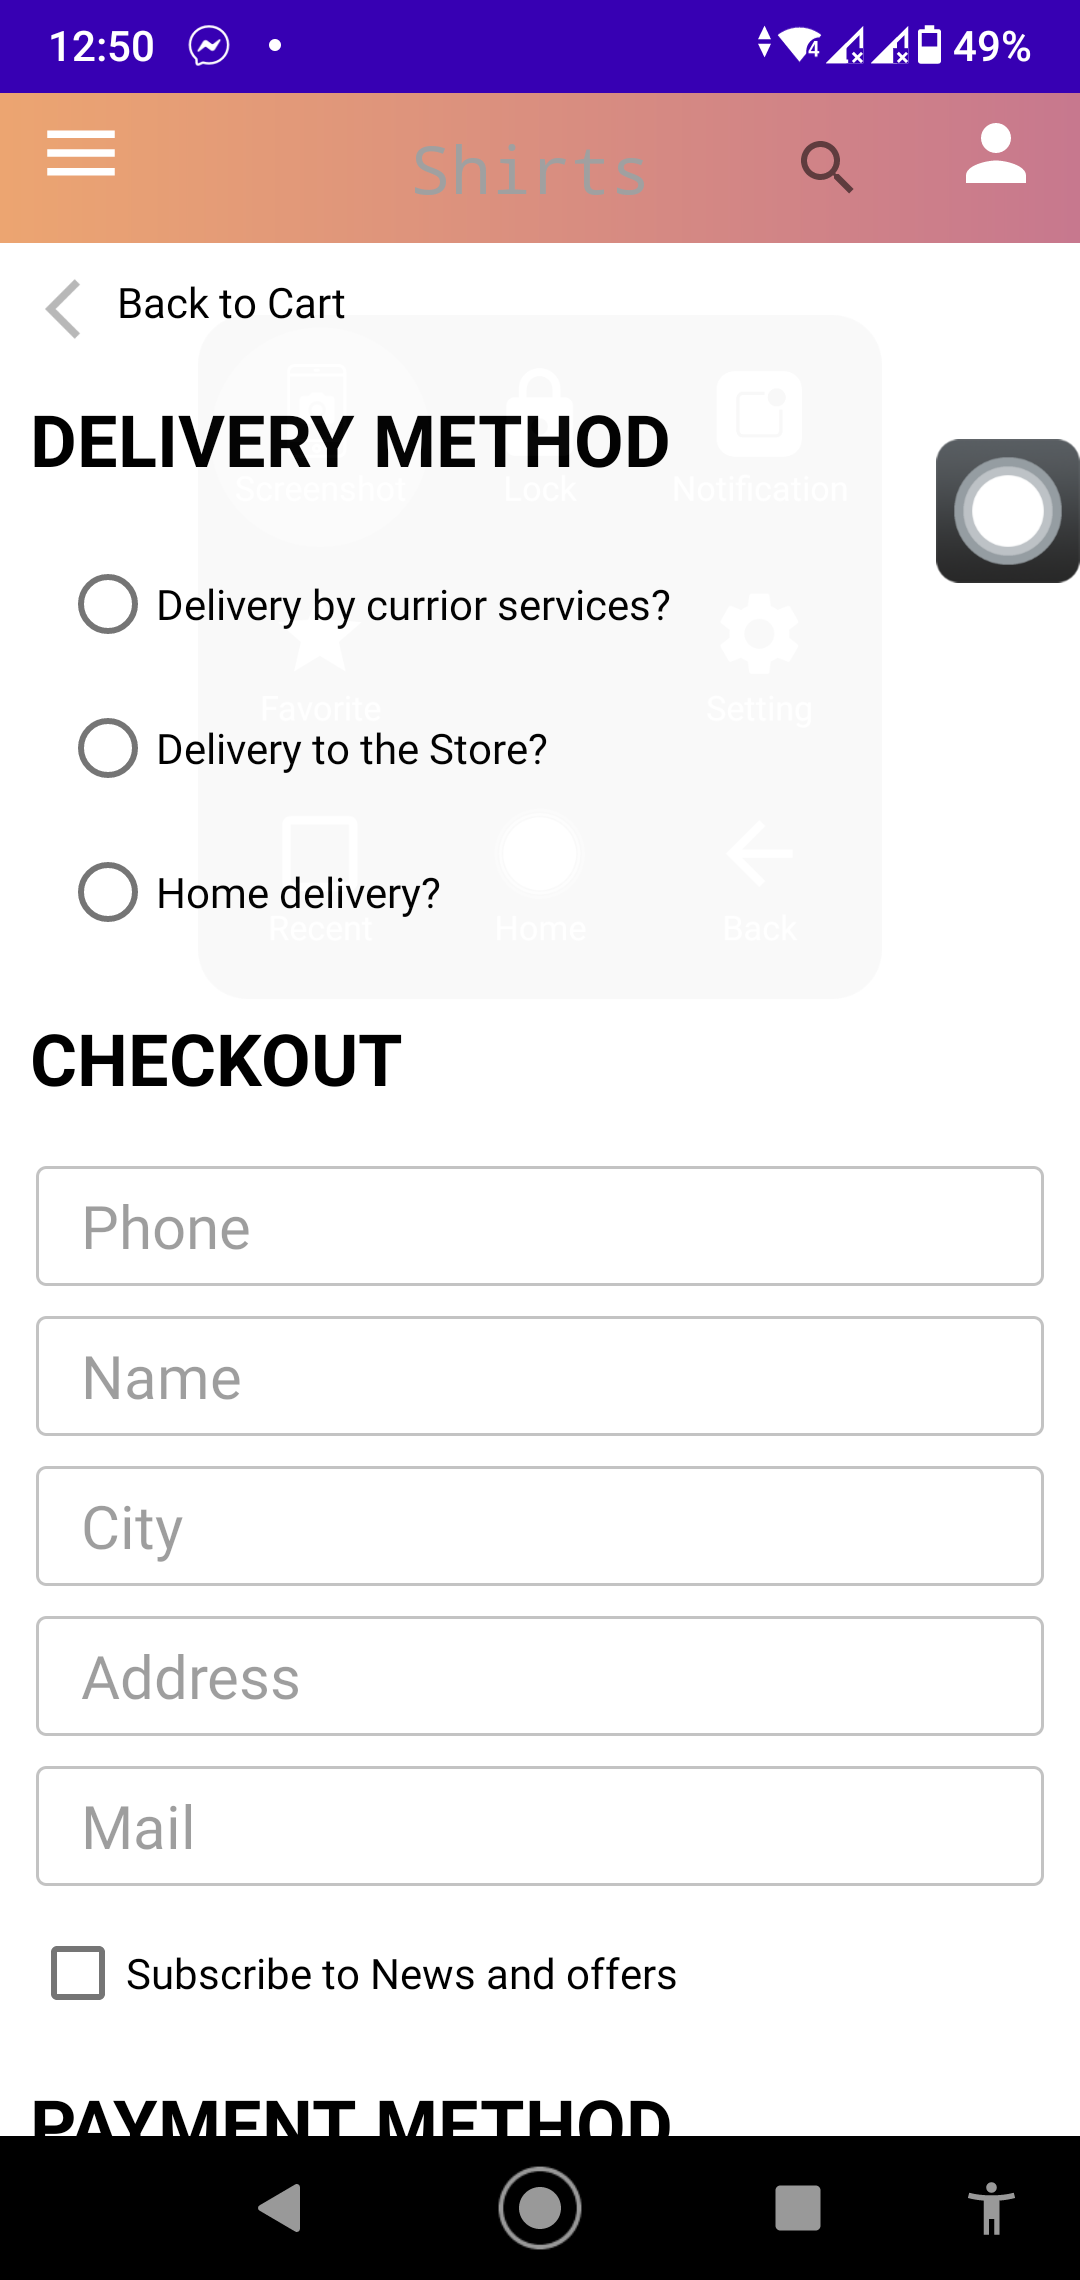 12:50 4 49%
Shirts
Back to Cart
DELIVERY METHOD
Screenshot Lock Notification
Delivery by currior services?
Favorite Setting
Delivery to the Store?
Home delivery?
Recent Home Back
CHECKOUT
Phone
Name
City
Address
Mail
Subscribe to News and offers
PAYMENT METHOD